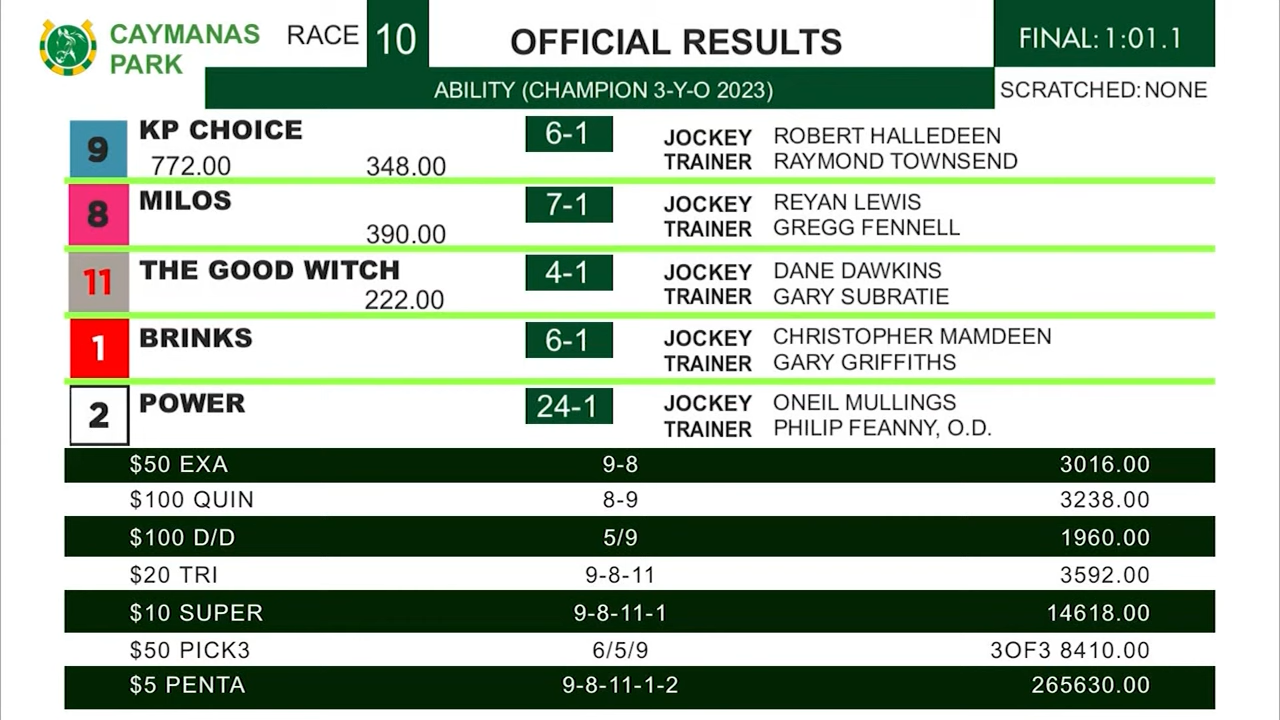 CAYMANAS PARK
RACE 10
OFFICIAL RESULTS
FINAL: 1:01.1
ABILITY (CHAMPION 3-Y-O 2023)
SCRATCHED: NONE
9 KP CHOICE 6-1 JOCKEY ROBERT HALLEDEEN
772.00 348.00 TRAINER RAYMOND TOWNSEND
8 MILOS 7-1 JOCKEY REYAN LEWIS
390.00 TRAINER GREGG FENNELL
11 THE GOOD WITCH 4-1 JOCKEY DANE DAWKINS
222.00 TRAINER GARY SUBRATIE
1 BRINKS 6-1 JOCKEY CHRISTOPHER MAMDEEN
TRAINER GARY GRIFFITHS
2 POWER 24-1 JOCKEY ONEIL MULLINGS
TRAINER PHILIP FEANNY, O.D.
$50 EXA 9-8 3016.00
$100 QUIN 8-9 3238.00
$100 D/D 5/9 1960.00
$20 TRI 9-8-11 3592.00
$10 SUPER 9-8-11-1 14618.00
$50 PICK3 6/5/9 3OF3 8410.00
$5 PENTA 9-8-11-1-2 265630.00